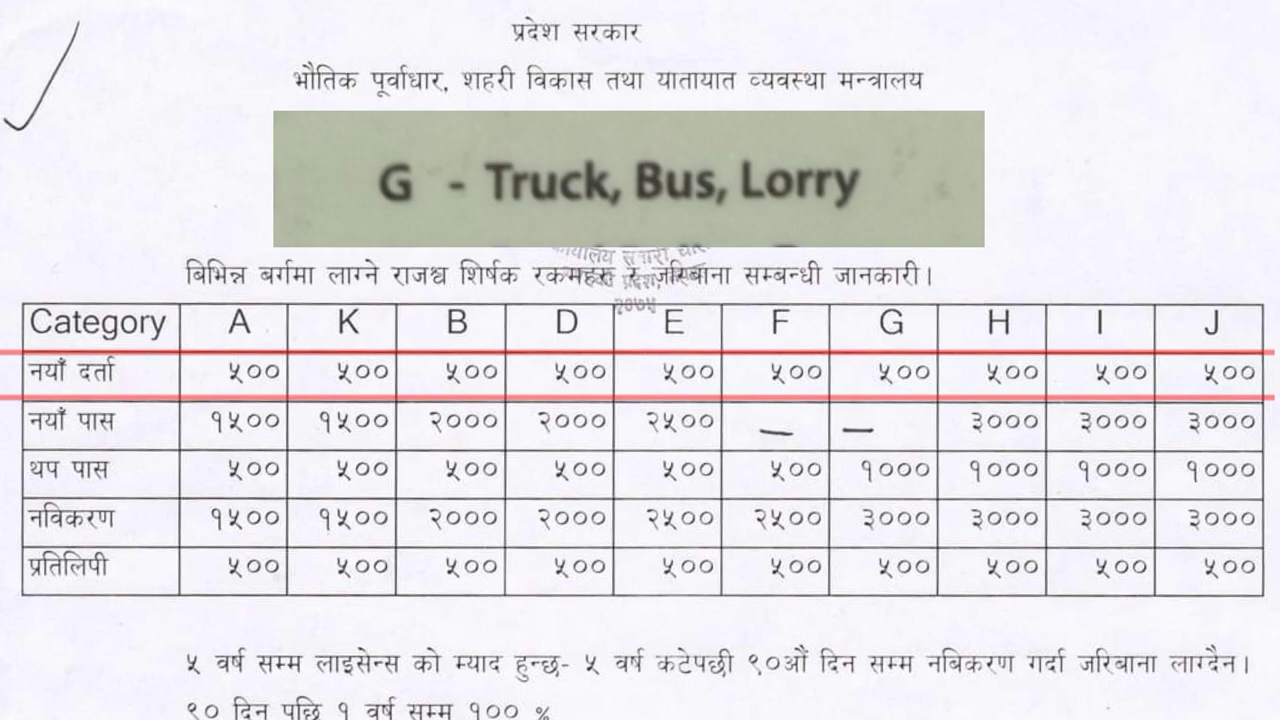 प्रदेश सरकार
भौतिक पूर्वाधार, शहरी विकास तथा यातायात व्यवस्था मन्त्रालय
G - Truck, Bus, Lorry
बिभिन्न बर्गमा लाग्ने राजश्व शिर्षक रकमहरु र जरिबाना सम्बन्धी जानकारी।
२०७५
Category A K B D E F G H I J
नयाँ दर्ता ५०० ५०० ५०० ५०० ५०० ५०० ५०० ५०० ५०० ५००
नयाँ पास १५०० १५०० २००० २००० २५०० — — ३००० ३००० ३०००
थप पास ५०० ५०० ५०० ५०० ५०० ५०० १००० १००० १००० १०००
नविकरण १५०० १५०० २००० २००० २५०० २५०० ३००० ३००० ३००० ३०००
प्रतिलिपी ५०० ५०० ५०० ५०० ५०० ५०० ५०० ५०० ५०० ५००
५ वर्ष सम्म लाइसेन्स को म्याद हुन्छ- ५ वर्ष कटेपछी ९०औं दिन सम्म नबिकरण गर्दा जरिबाना लाग्दैन।
९० दिन पछि १ वर्ष सम्म १०० %